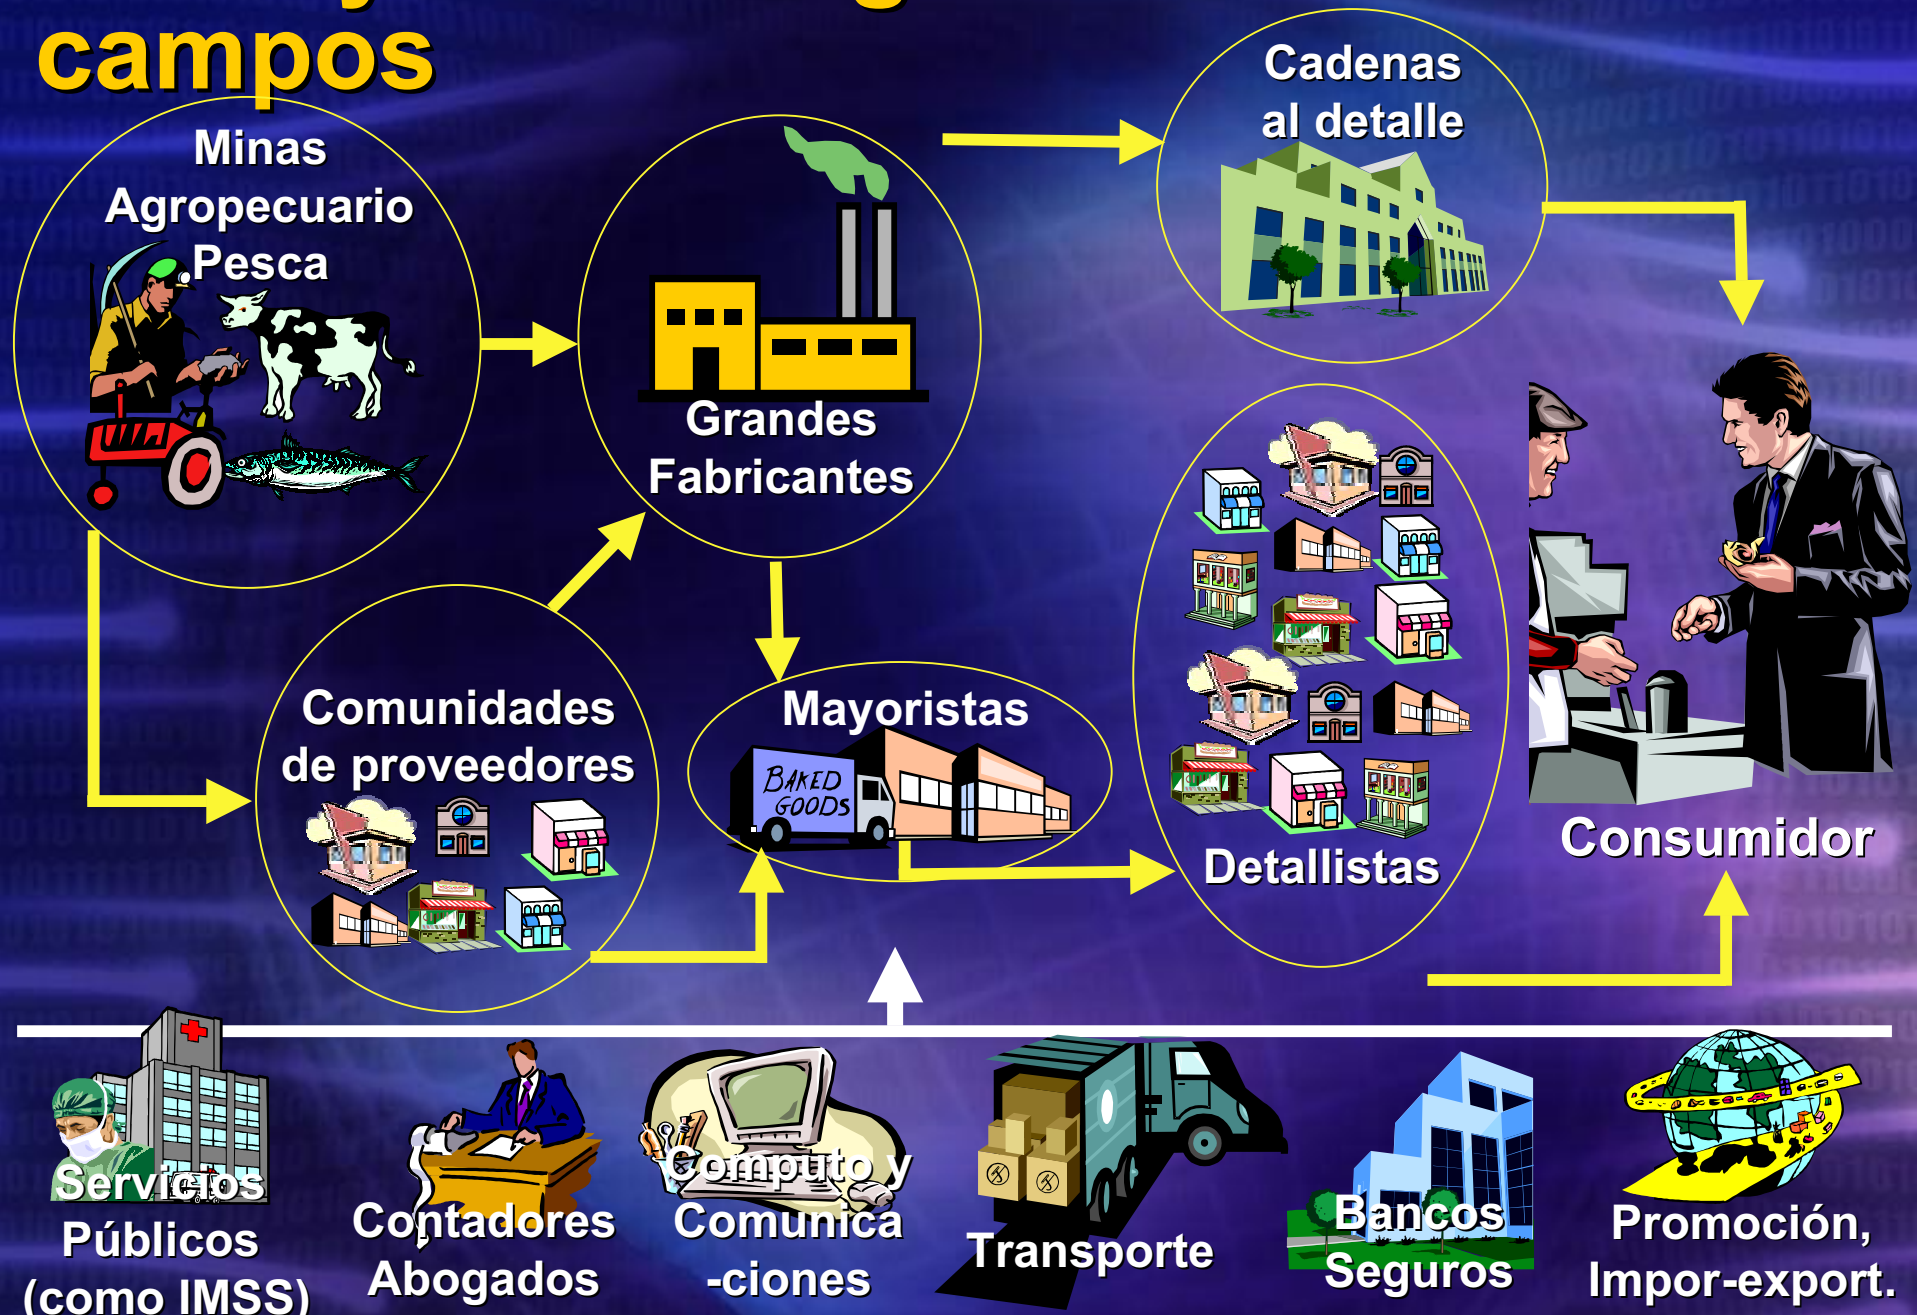 campos
Minas
Agropecuario
Pesca
Grandes
Fabricantes
Cadenas
al detalle
Comunidades
de proveedores
Mayoristas
BAKED
GOODS
Detallistas
Consumidor
Servicios
Públicos
(como IMSS)
Contadores
Abogados
Computo y
Comunica
-ciones
Transporte
Bancos
Seguros
Promoción,
Impor-export.